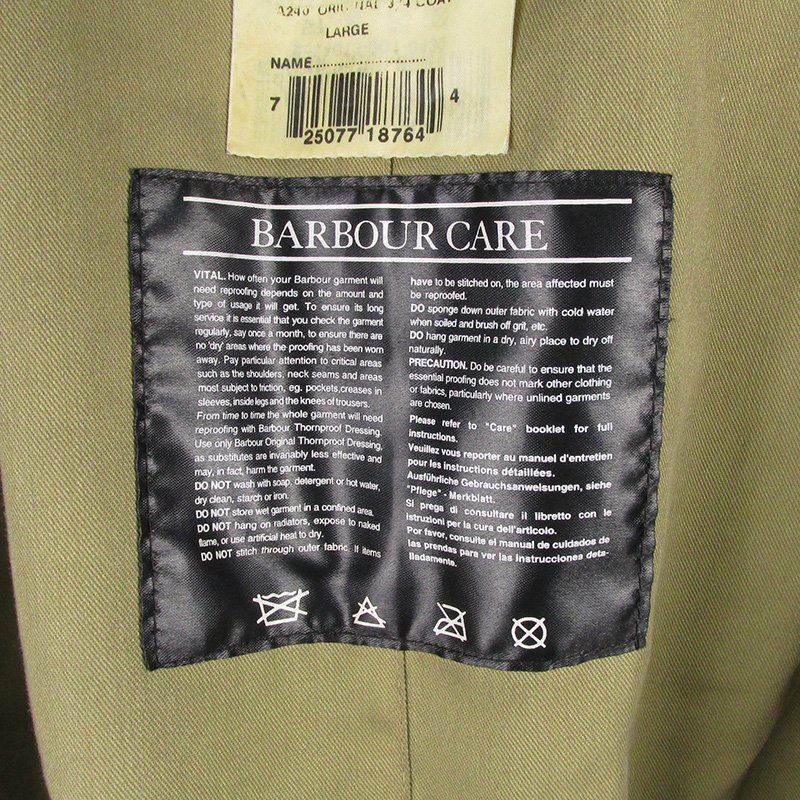 A240 ORIGINAL 3/4 COAT
LARGE
NAME............................
7 25077 18764 4
BARBOUR CARE
VITAL. How often your Barbour garment will
need reproofing depends on the amount and
type of usage it will get. To ensure its long
service it is essential that you check the garment
regularly, say once a month, to ensure there are
no 'dry' areas where the proofing has been worn
away. Pay particular attention to critical areas
such as the shoulders, neck seams and areas
most subject to friction, eg. pockets,creases in
sleeves, inside legs and the knees of trousers.
From time to time the whole garment will need
reproofing with Barbour Thornproof Dressing.
Use only Barbour Original Thornproof Dressing,
as substitutes are invariably less effective and
may, in fact, harm the garment.
DO NOT wash with soap, detergent or hot water,
dry clean, starch or iron.
DO NOT store wet garment in a confined area.
DO NOT hang on radiators, expose to naked
flame, or use artificial heat to dry.
DO NOT stitch through outer fabric. If items
have to be stitched on, the area affected must
be reproofed.
DO sponge down outer fabric with cold water
when soiled and brush off grit, etc.
DO hang garment in a dry, airy place to dry off
naturally.
PRECAUTION. Do be careful to ensure that the
essential proofing does not mark other clothing
or fabrics, particularly where unlined garments
are chosen.
Please refer to "Care" booklet for full
instructions.
Veuillez vous reporter au manuel d'entretien
pour les instructions détaillées.
Ausführliche Gebrauchsanweisungen, siehe
"Pflege" - Merkblatt.
Si prega di consultare il libretto con le
istruzioni per la cura dell'articolo.
Por favor, consulte el manual de cuidados de
las prendas para ver las instrucciones deta-
lladamente.